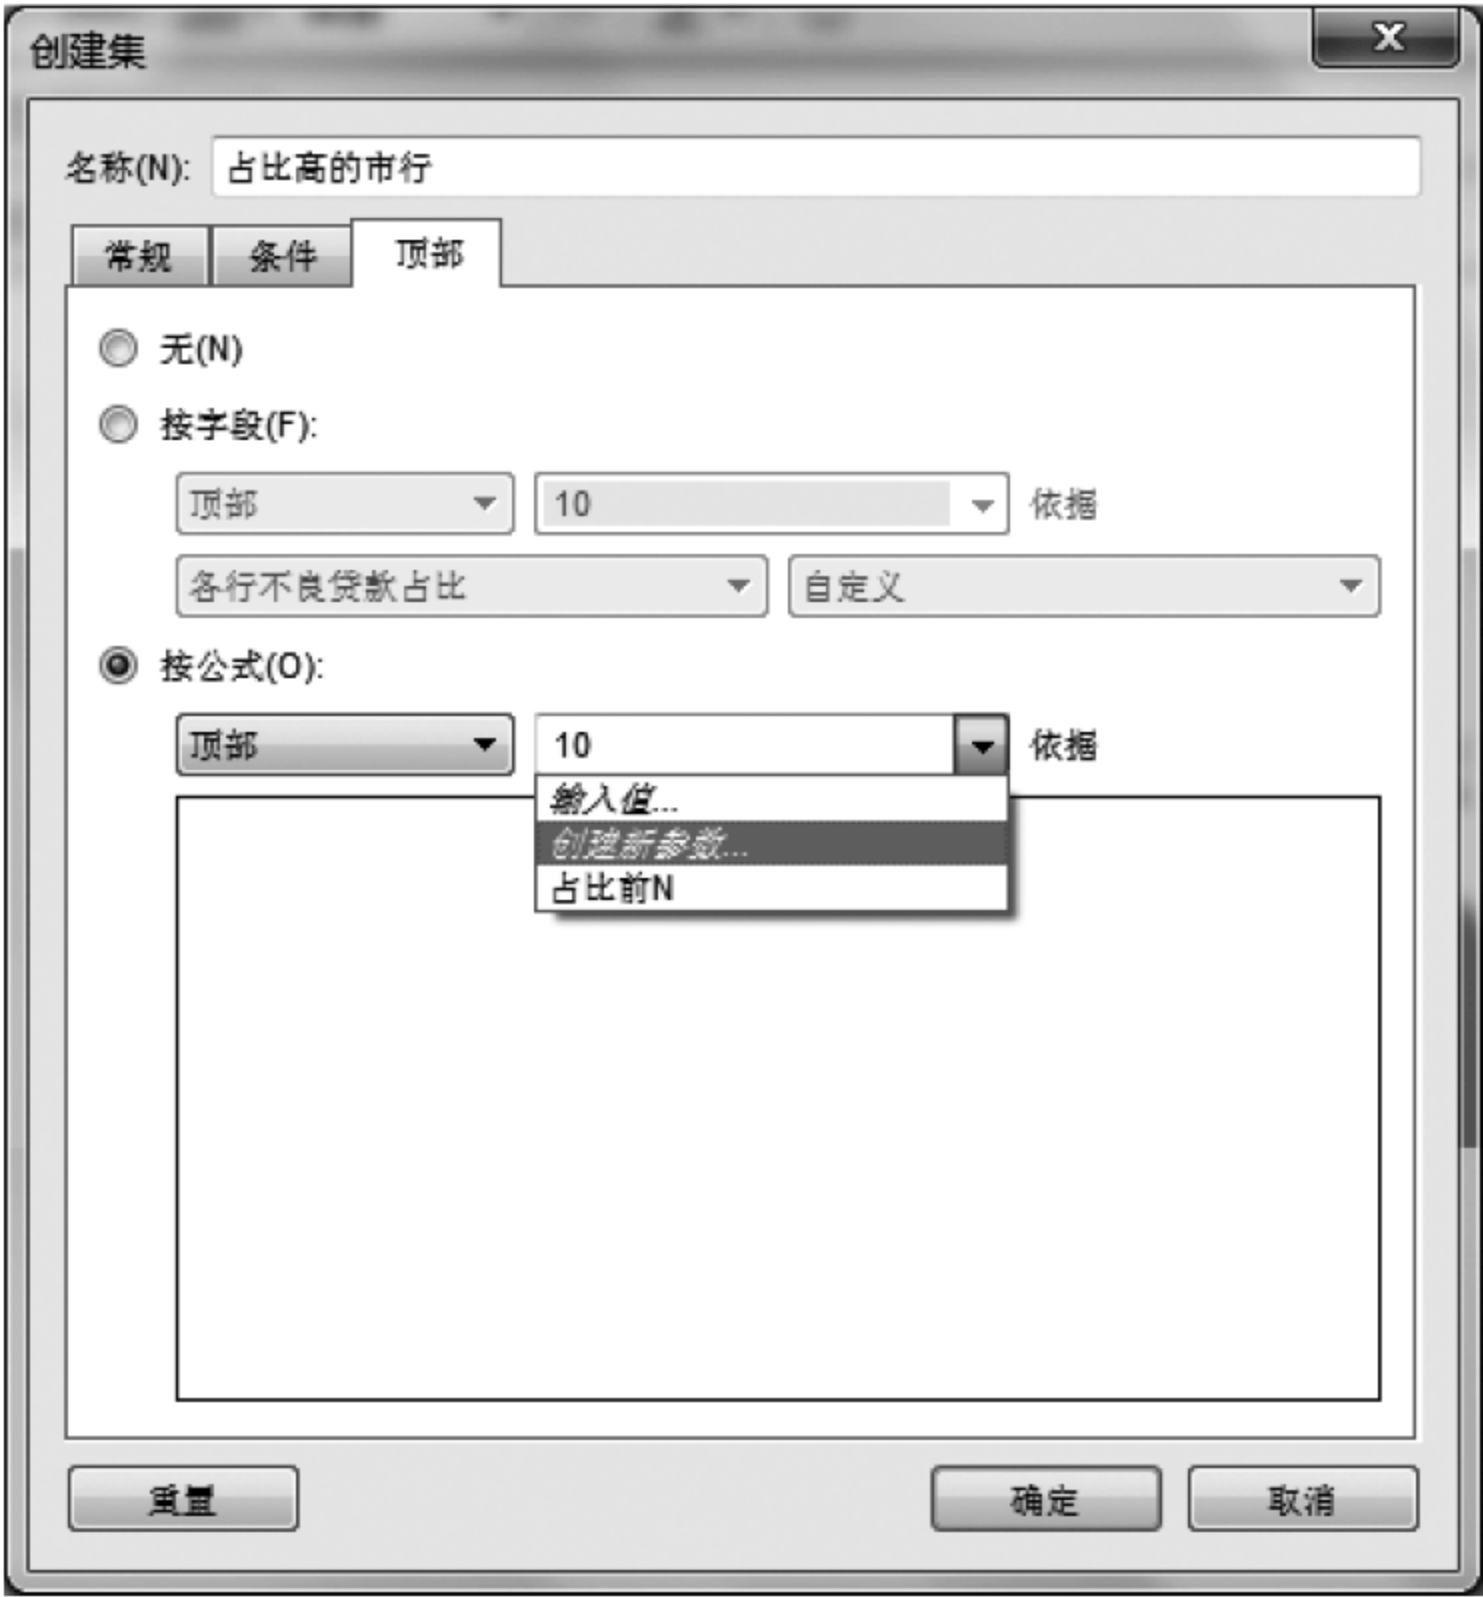 创建集
名称(N): 占比高的市行
常规 条件 顶部
无(N)
按字段(F):
顶部 10 依据
各行不良贷款占比 自定义
按公式(O):
顶部 10 依据
输入值...
创建新参数...
占比前N
重置 确定 取消